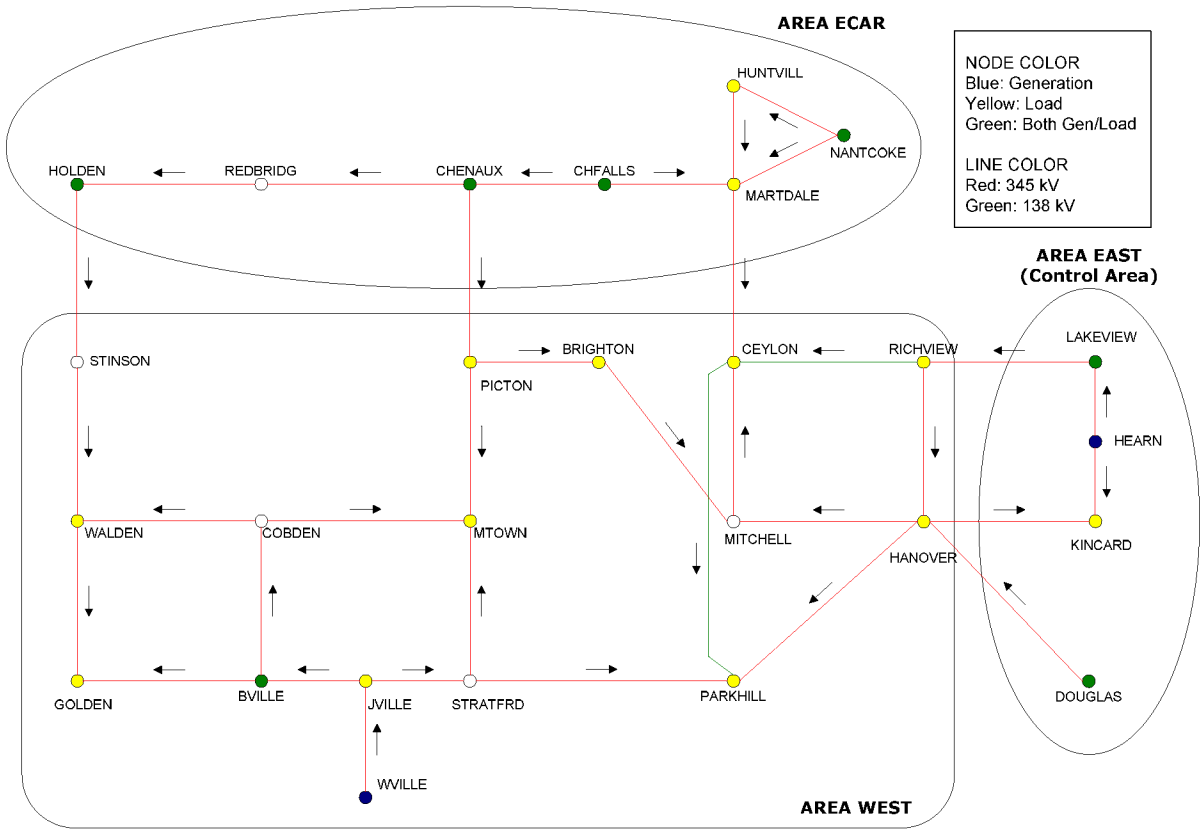 AREA ECAR
NODE COLOR
Blue: Generation
Yellow: Load
Green: Both Gen/Load
LINE COLOR
Red: 345 kV
Green: 138 kV
HUNTVILL
NANTCOKE
HOLDEN
REDBRIDG
CHENAUX
CHFALLS
MARTDALE
AREA EAST
(Control Area)
STINSON
PICTON
BRIGHTON
CEYLON
RICHVIEW
LAKEVIEW
HEARN
WALDEN
COBDEN
MTOWN
MITCHELL
HANOVER
KINCARD
GOLDEN
BVILLE
JVILLE
STRATFRD
PARKHILL
DOUGLAS
WVILLE
AREA WEST